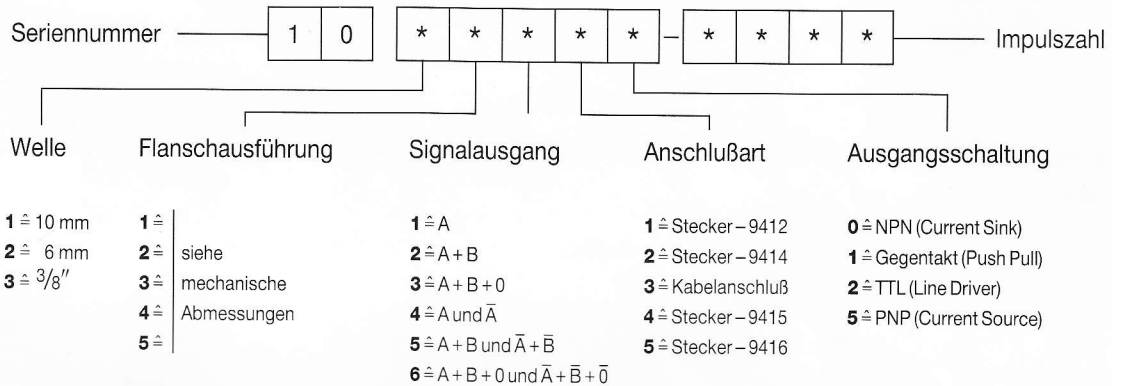 Seriennummer 1 0 * * * * * - * * * * Impulszahl
Welle Flanschausführung Signalausgang Anschlußart Ausgangsschaltung
1 ≙ 10 mm
2 ≙ 6 mm
3 ≙ 3/8″
1 ≙
2 ≙ siehe
3 ≙ mechanische
4 ≙ Abmessungen
5 ≙
1 ≙ A
2 ≙ A + B
3 ≙ A + B + 0
4 ≙ A und A̅
5 ≙ A + B und A̅ + B̅
6 ≙ A + B + 0 und A̅ + B̅ + 0̅
1 ≙ Stecker – 9412
2 ≙ Stecker – 9414
3 ≙ Kabelanschluß
4 ≙ Stecker – 9415
5 ≙ Stecker – 9416
0 ≙ NPN (Current Sink)
1 ≙ Gegentakt (Push Pull)
2 ≙ TTL (Line Driver)
5 ≙ PNP (Current Source)